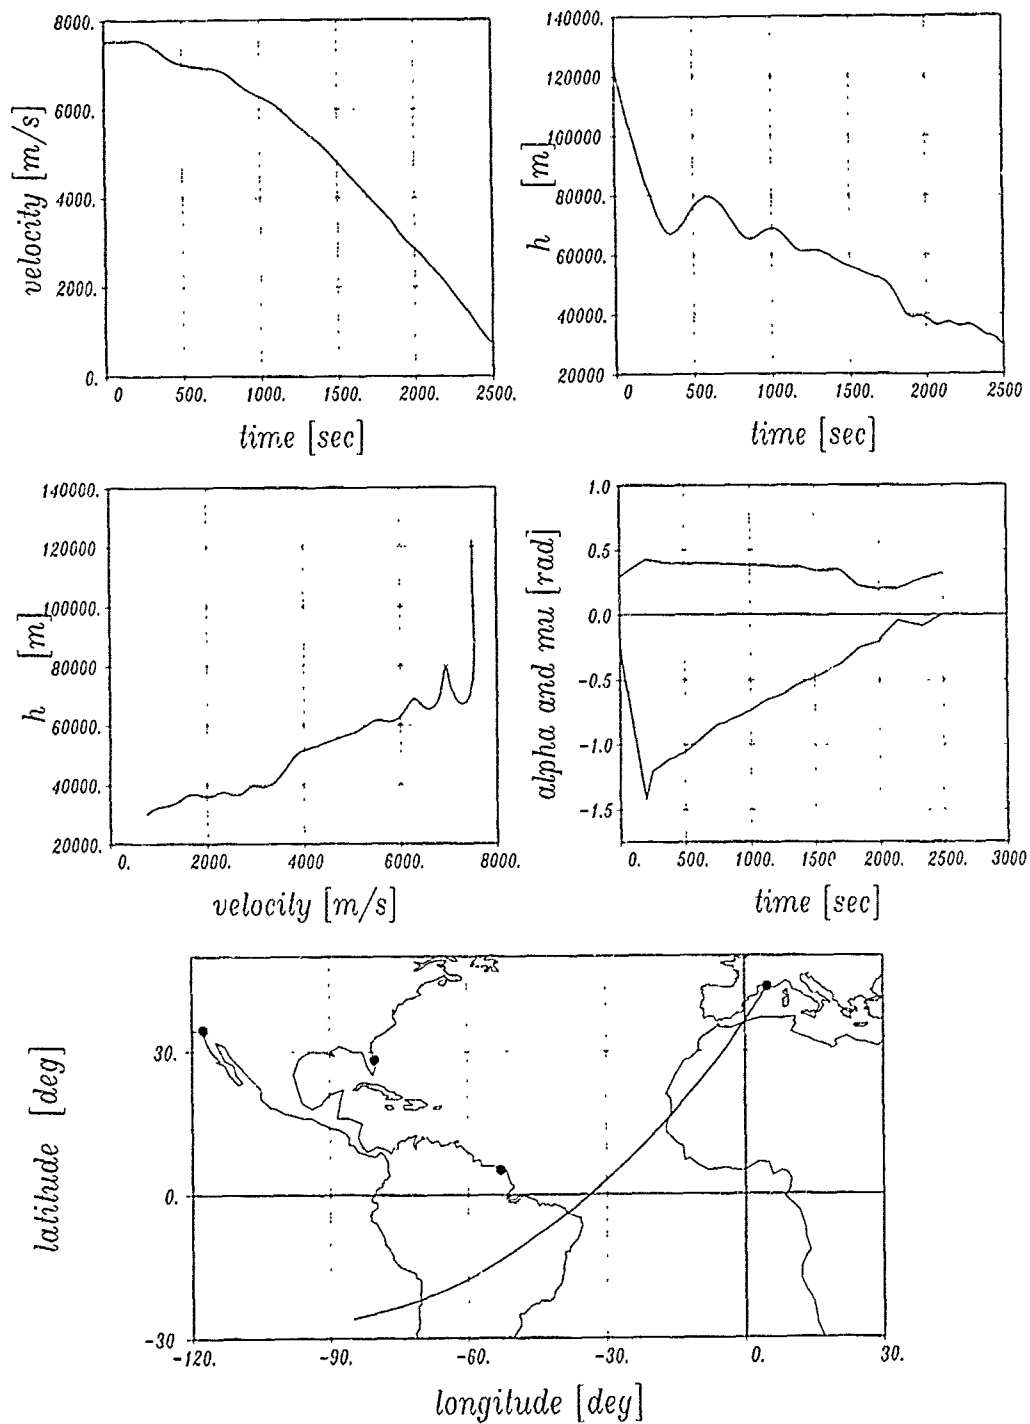 8000.
6000.
4000.
2000.
0.
velocity [m/s]
0 500. 1000. 1500. 2000. 2500
time [sec]
140000.
120000
100000
80000.
60000.
40000.
20000
h [m]
0 500. 1000. 1500. 2000 2500.
time [sec]
140000.
120000
100000.
80000
60000.
40000.
20000.
h [m]
0. 2000. 4000 6000. 8000.
velocity [m/s]
1.0
0.5
0.0
-0.5
-1.0
-1.5
alpha and mu [rad]
0. 500. 1000. 1500 2000. 2500. 3000
time [sec]
30.
0.
-30
latitude [deg]
-120. -90. -60. -30. 0. 30.
longitude [deg]